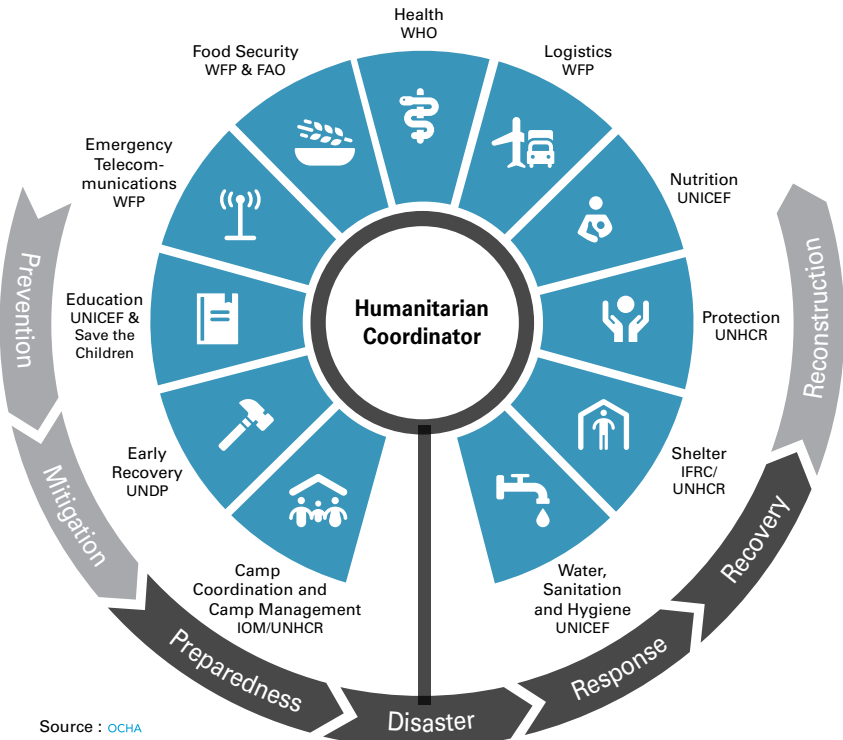 Health
WHO
Food Security
WFP & FAO
Logistics
WFP
Emergency
Telecom-
munications
WFP
Nutrition
UNICEF
Education
UNICEF &
Save the
Children
Humanitarian
Coordinator
Protection
UNHCR
Early
Recovery
UNDP
Shelter
IFRC/
UNHCR
Camp
Coordination and
Camp Management
IOM/UNHCR
Water,
Sanitation
and Hygiene
UNICEF
Prevention
Mitigation
Preparedness
Disaster
Response
Recovery
Reconstruction
Source : OCHA